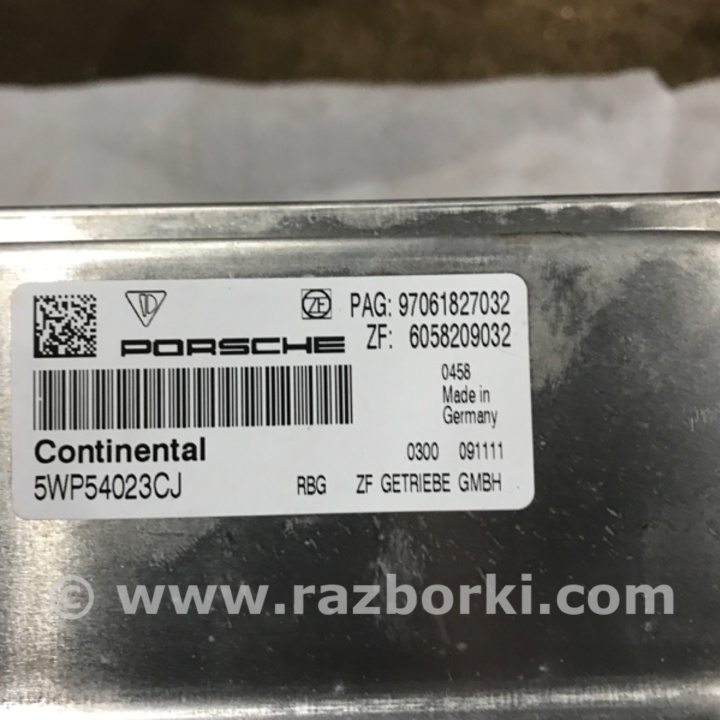 PAG: 97061827032
PORSCHE
ZF: 6058209032
0458
Made in
Germany
Continental
0300 091111
5WP54023CJ
RBG ZF GETRIEBE GMBH
© www.razborki.com